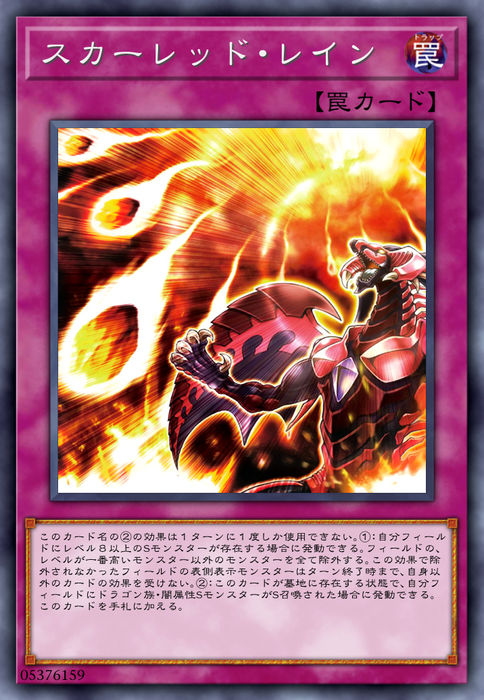 スカーレッド・レイン
トラップ
罠
【罠カード】
このカード名の②の効果は１ターンに１度しか使用できない。①:自分フィール
ドにレベル８以上のSモンスターが存在する場合に発動できる。フィールドの、
レベルが一番高いモンスター以外のモンスターを全て除外する。この効果で除
外されなかったフィールドの表側表示モンスターはターン終了時まで、自身以
外のカードの効果を受けない。②:このカードが墓地に存在する状態で、自分フ
ィールドにドラゴン族・闇属性SモンスターがS召喚された場合に発動できる。
このカードを手札に加える。
05376159